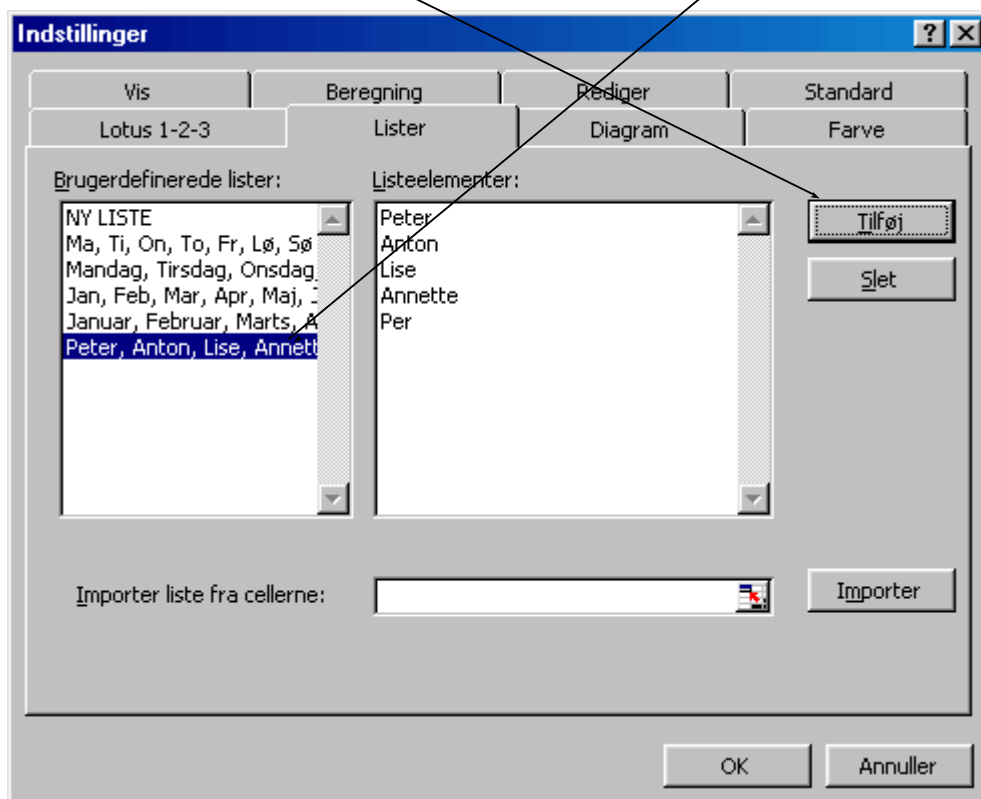 Indstillinger
Vis Beregning Rediger Standard
Lotus 1-2-3 Lister Diagram Farve
Brugerdefinerede lister:
NY LISTE
Ma, Ti, On, To, Fr, Lø, Sø
Mandag, Tirsdag, Onsdag,
Jan, Feb, Mar, Apr, Maj, J
Januar, Februar, Marts, A
Peter, Anton, Lise, Annett
Listeelementer:
Peter
Anton
Lise
Annette
Per
Tilføj
Slet
Importer liste fra cellerne:
Importer
OK Annuller